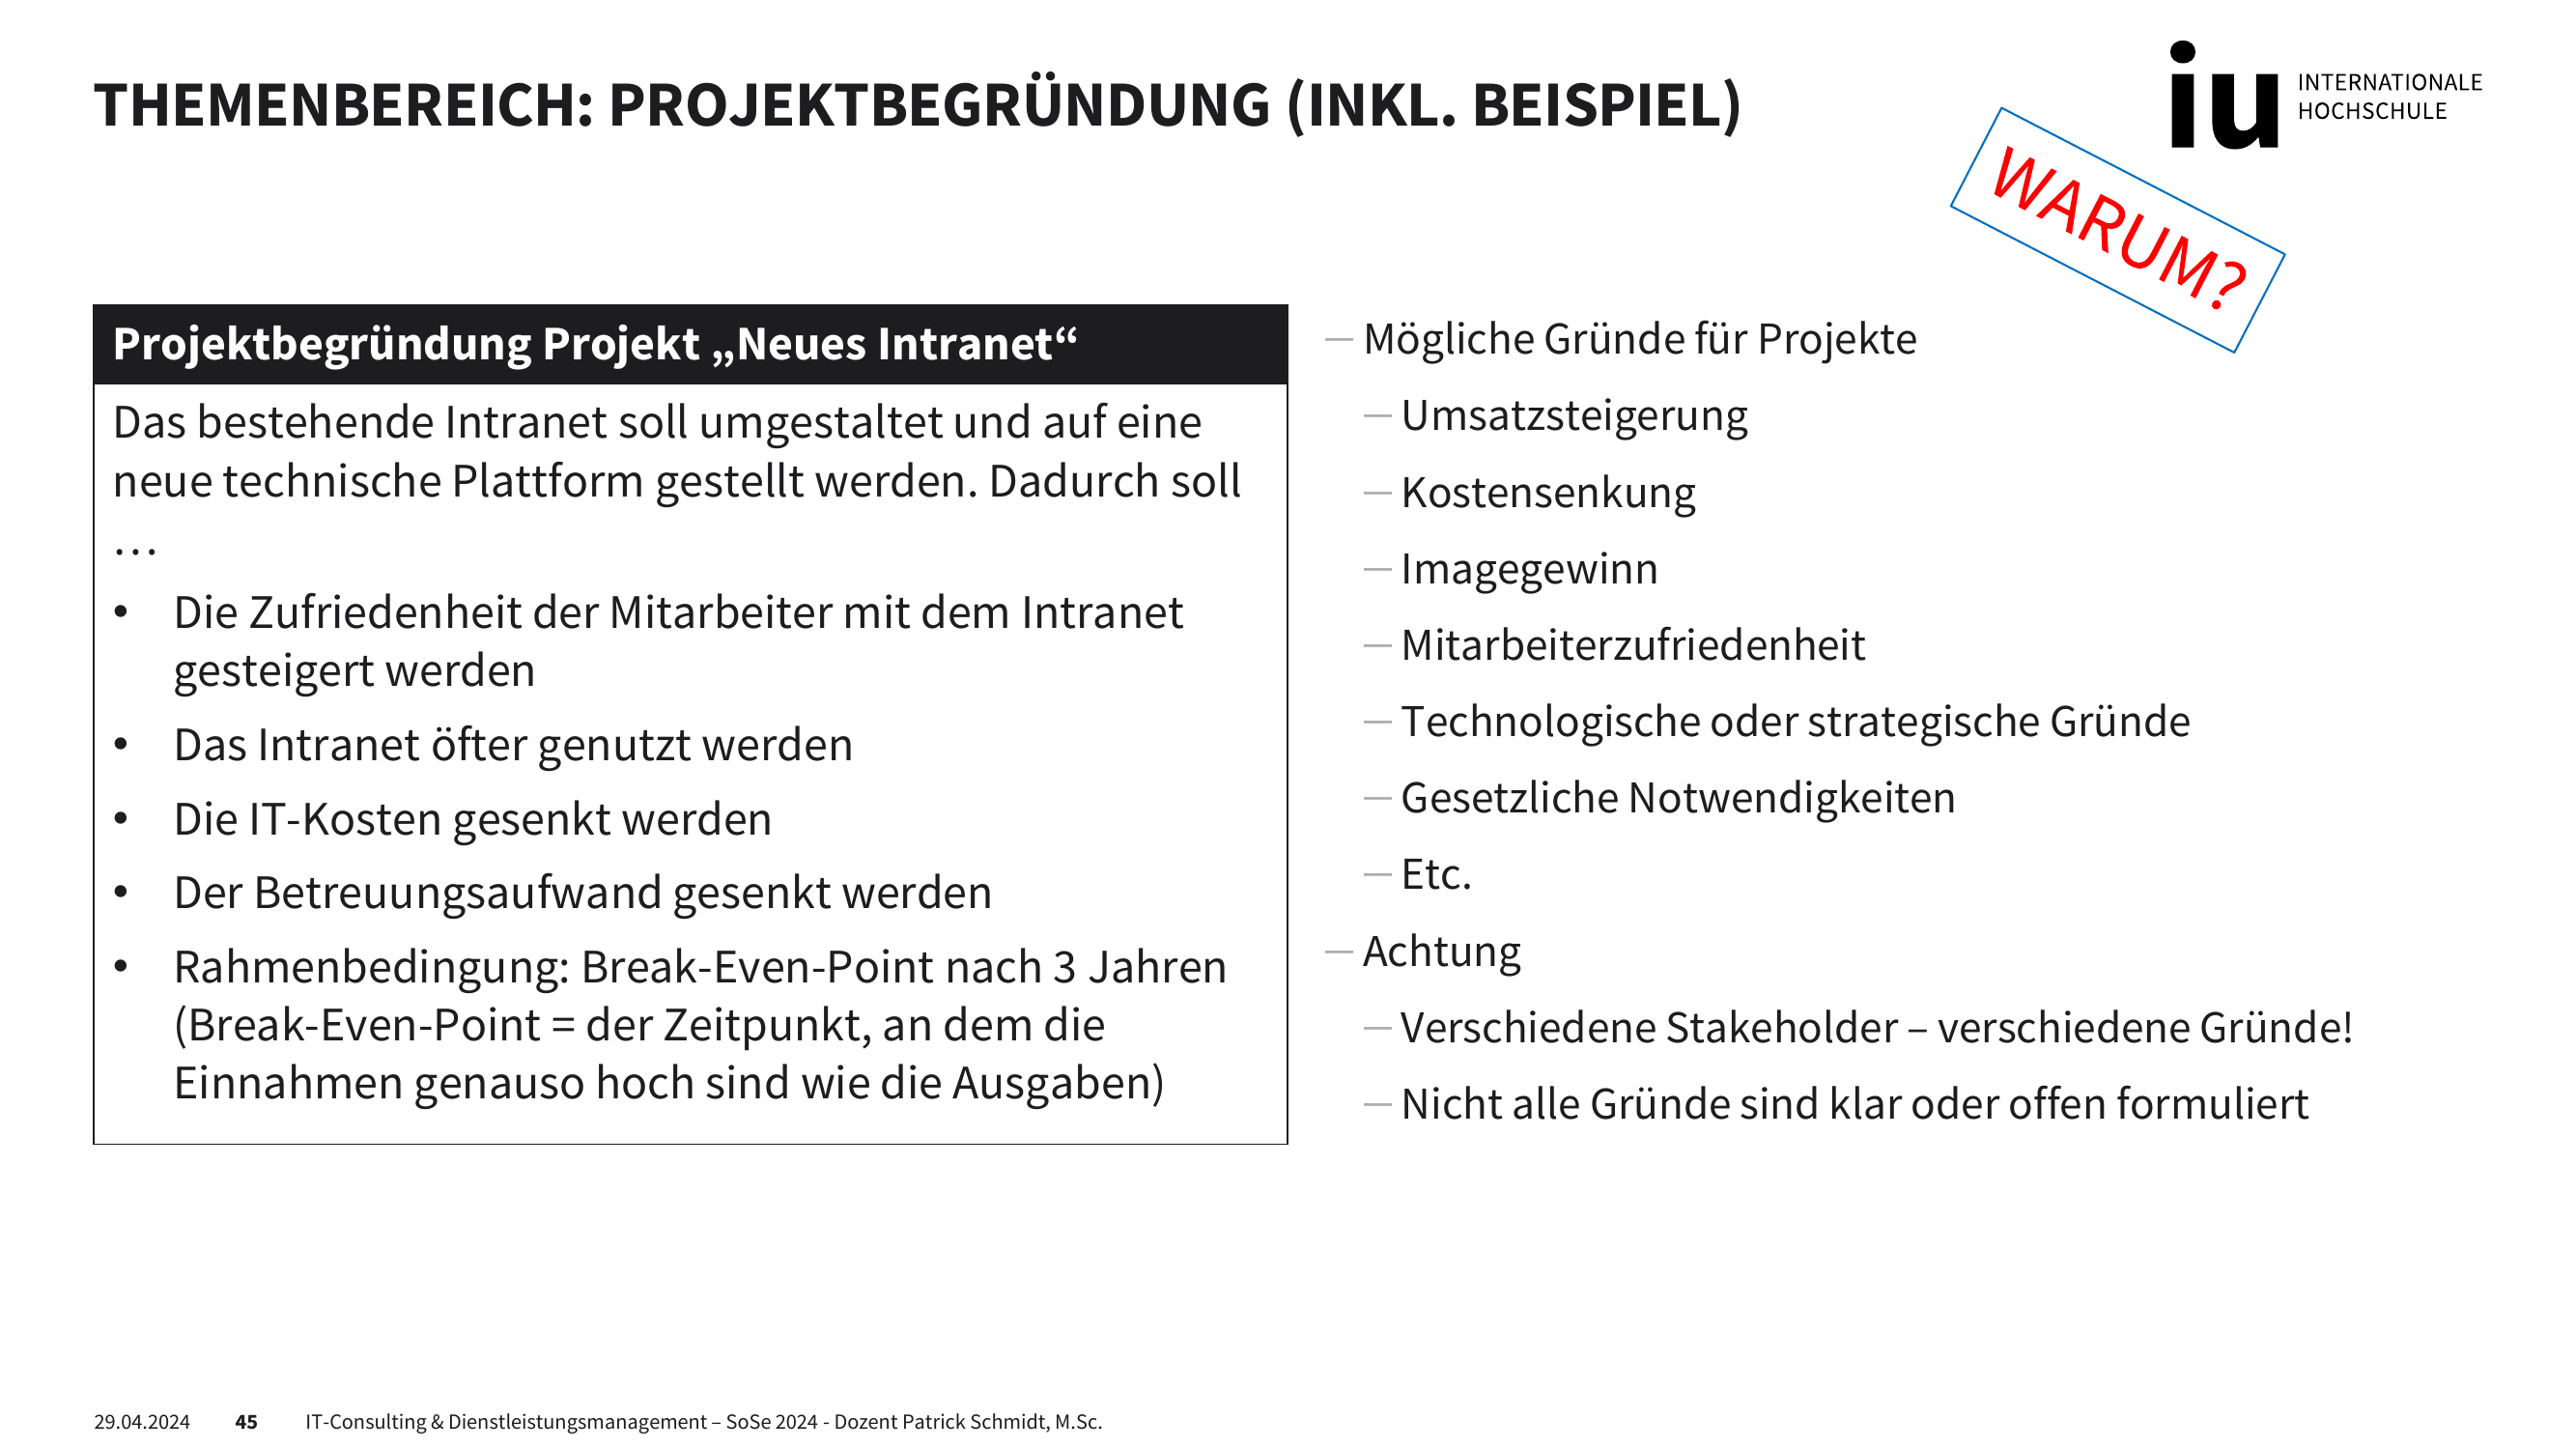 THEMENBEREICH: PROJEKTBEGRÜNDUNG (INKL. BEISPIEL)
iu INTERNATIONALE
HOCHSCHULE
WARUM?
Projektbegründung Projekt „Neues Intranet“
Das bestehende Intranet soll umgestaltet und auf eine
neue technische Plattform gestellt werden. Dadurch soll
…
• Die Zufriedenheit der Mitarbeiter mit dem Intranet
gesteigert werden
• Das Intranet öfter genutzt werden
• Die IT-Kosten gesenkt werden
• Der Betreuungsaufwand gesenkt werden
• Rahmenbedingung: Break-Even-Point nach 3 Jahren
(Break-Even-Point = der Zeitpunkt, an dem die
Einnahmen genauso hoch sind wie die Ausgaben)
— Mögliche Gründe für Projekte
— Umsatzsteigerung
— Kostensenkung
— Imagegewinn
— Mitarbeiterzufriedenheit
— Technologische oder strategische Gründe
— Gesetzliche Notwendigkeiten
— Etc.
— Achtung
— Verschiedene Stakeholder – verschiedene Gründe!
— Nicht alle Gründe sind klar oder offen formuliert
29.04.2024 45 IT-Consulting & Dienstleistungsmanagement – SoSe 2024 - Dozent Patrick Schmidt, M.Sc.